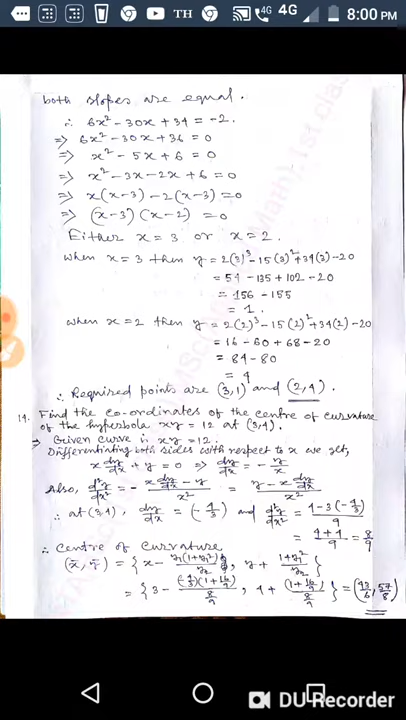 TH 4G 4G 8:00 PM
both slopes are equal.
∴ 6x² - 30x + 34 = -2.
⇒ 6x² - 30x + 36 = 0
⇒ x² - 5x + 6 = 0
⇒ x² - 3x - 2x + 6 = 0
⇒ x(x-3) - 2(x-3) = 0
⇒ (x-3) (x-2) = 0
Either x = 3 or x = 2.
When x = 3 then y = 2(3)³ - 15(3)² + 34(3) - 20
= 54 - 135 + 102 - 20
= 156 - 155
= 1.
When x = 2 then y = 2(2)³ - 15(2)² + 34(2) - 20
= 16 - 60 + 68 - 20
= 84 - 80
= 4
∴ Required points are (3,1) and (2,4).
14. Find the co-ordinates of the centre of curvature
of the hyperbola xy = 12 at (3,4).
⇒ Given curve is xy = 12.
Differentiating both sides with respect to x we get,
x dy/dx + y = 0 ⇒ dy/dx = - y/x
Also, d²y/dx² = - (x dy/dx - y)/x² = (y - x dy/dx)/x²
∴ at (3,4), dy/dx = (-4/3) and d²y/dx² = (4 - 3(-4/3))/9
= (4+4)/9 = 8/9
∴ Centre of curvature
(x̄, ȳ) = {x - y₁(1+y₁²)/y₂, y + (1+y₁²)/y₂}
= {3 - (-4/3)(1+16/9)/(8/9), 4 + (1+16/9)/(8/9)} = (43/6, 57/8)
DU Recorder